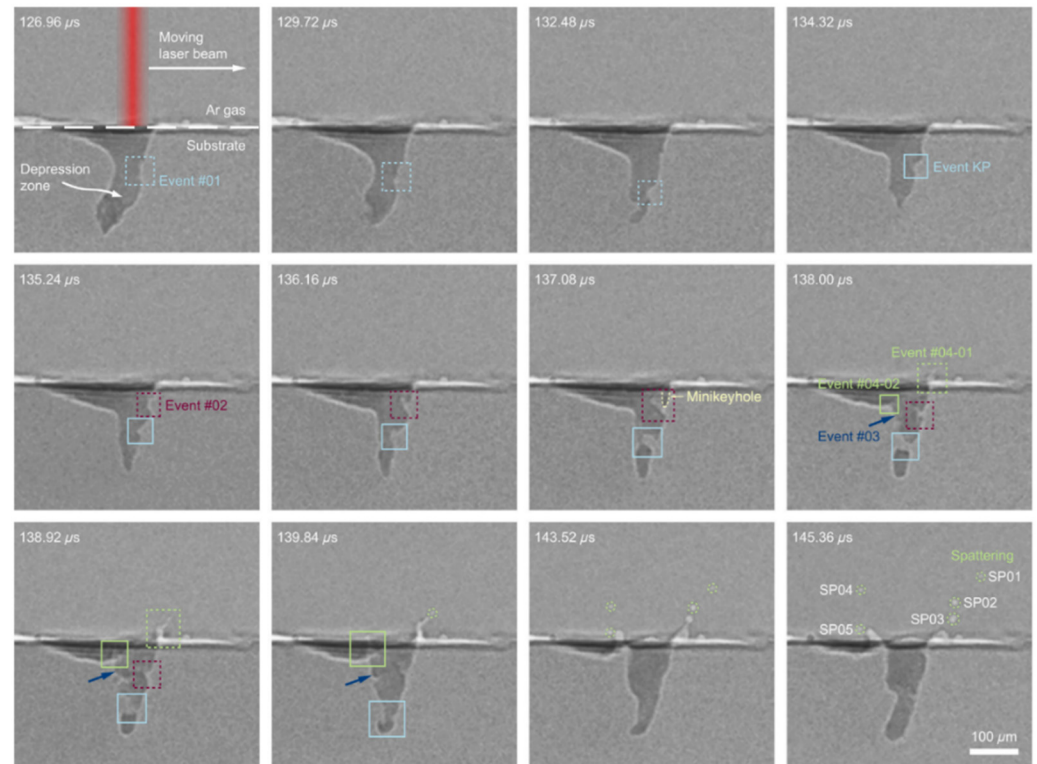 126.96 µs
Moving
laser beam
Ar gas
Substrate
Depression
zone
Event #01
129.72 µs
132.48 µs
134.32 µs
Event KP
135.24 µs
Event #02
136.16 µs
137.08 µs
Minikeyhole
138.00 µs
Event #04-01
Event #04-02
Event #03
138.92 µs
139.84 µs
143.52 µs
145.36 µs
Spattering
SP01
SP04
SP02
SP03
SP05
100 µm